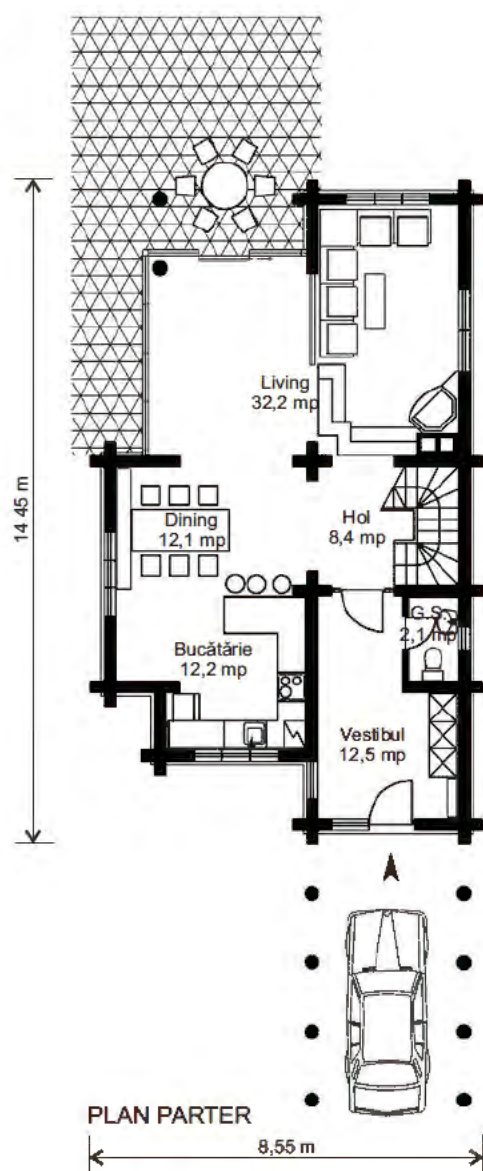 Living
32,2 mp
14 45 m
Dining
12,1 mp
Hol
8,4 mp
G.S.
2,1 mp
Bucătărie
12,2 mp
Vestibul
12,5 mp
PLAN PARTER
8,55 m